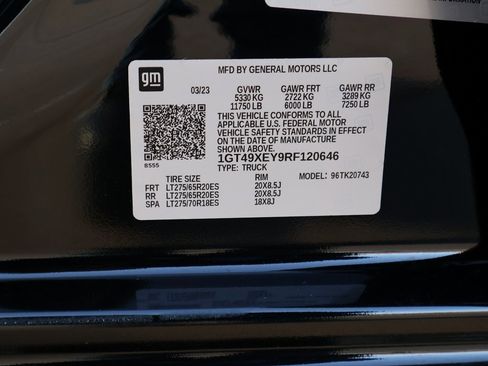 gm
MFD BY GENERAL MOTORS LLC
03/23 GVWR GAWR FRT GAWR RR
5330 KG 2722 KG 3289 KG
11750 LB 6000 LB 7250 LB
THIS VEHICLE CONFORMS TO ALL
APPLICABLE U.S. FEDERAL MOTOR
VEHICLE SAFETY STANDARDS IN EFFECT
ON THE DATE OF MANUFACTURE
SHOWN ABOVE.
1GT49XEY9RF120646
TYPE: TRUCK
8555
TIRE SIZE RIM MODEL: 96TK20743
FRT LT275/65R20ES 20X8.5J
RR LT275/65R20ES 20X8.5J
SPA LT275/70R18ES 18X8J